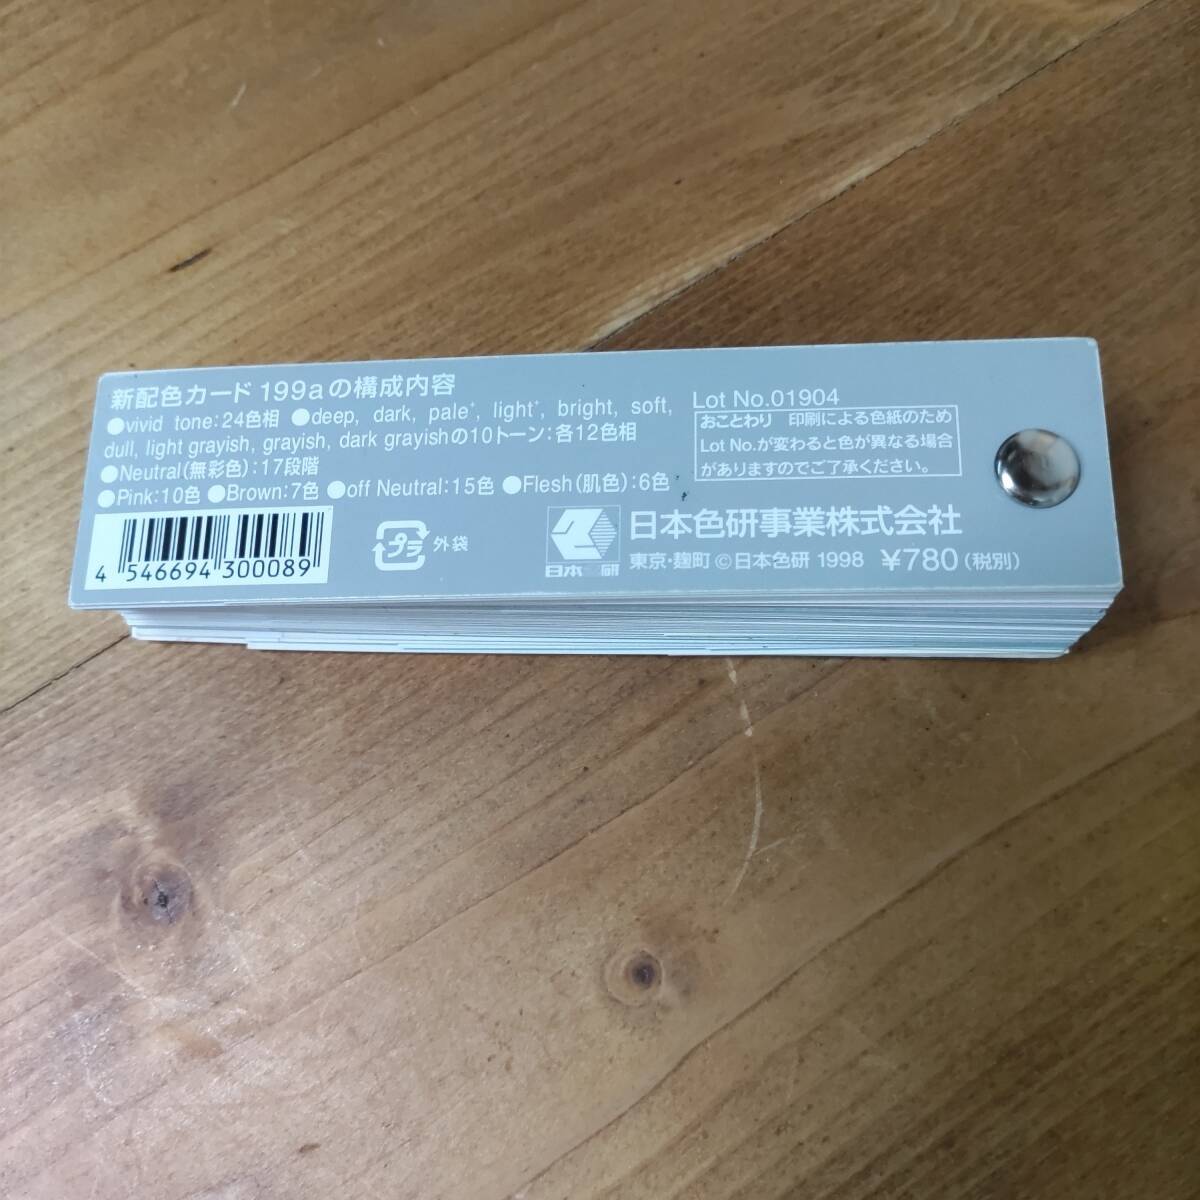 新配色カード 199aの構成内容
●vivid tone:24色相 ●deep, dark, pale⁺, light⁺, bright, soft,
dull, light grayish, grayish, dark grayishの10トーン:各12色相
●Neutral(無彩色):17段階
●Pink:10色 ●Brown:7色 ●off Neutral:15色 ●Flesh(肌色):6色
4 546694 300089
プラ 外袋
Lot No.01904
おことわり 印刷による色紙のため
Lot No.が変わると色が異なる場合
がありますのでご了承ください。
日本色研
日本色研事業株式会社
東京・麹町 ©日本色研 1998 ¥780(税別)